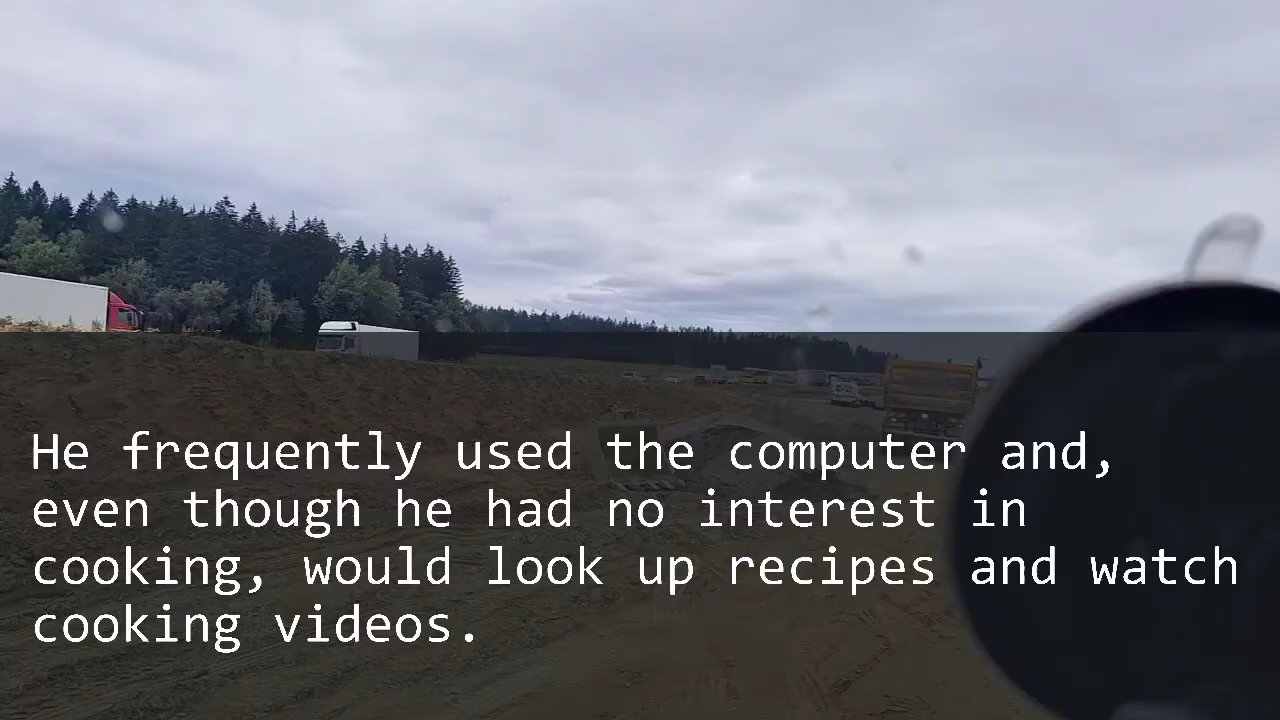 He frequently used the computer and,
even though he had no interest in
cooking, would look up recipes and watch
cooking videos.